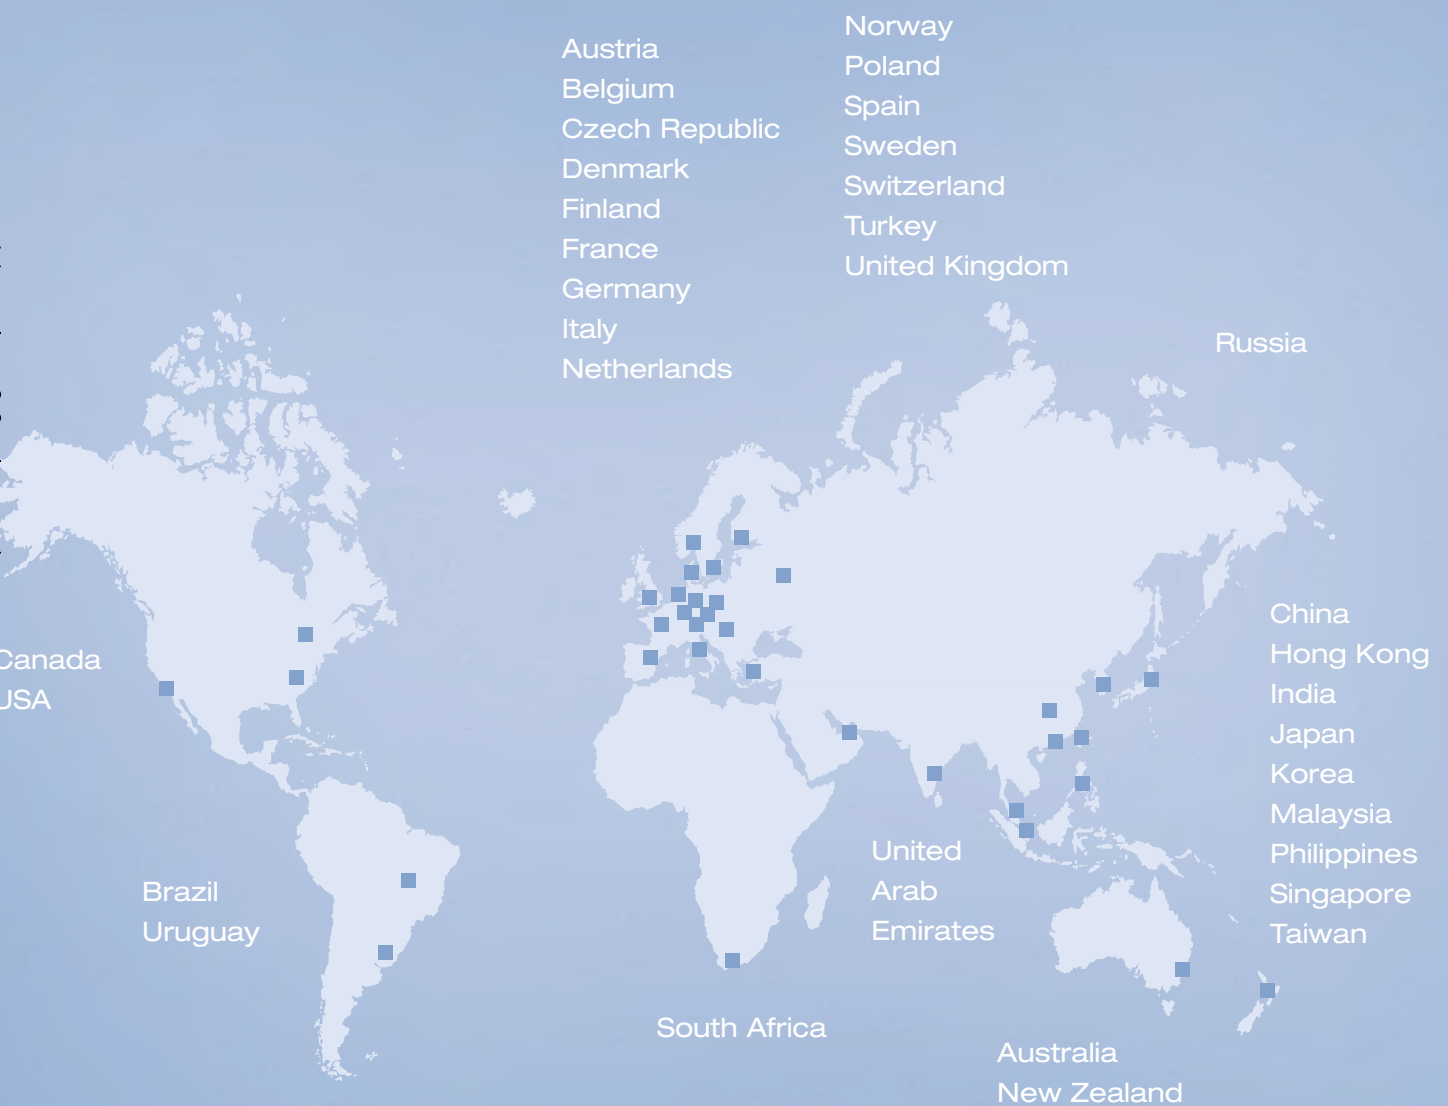 Austria
Belgium
Czech Republic
Denmark
Finland
France
Germany
Italy
Netherlands
Norway
Poland
Spain
Sweden
Switzerland
Turkey
United Kingdom
Russia
Canada
USA
China
Hong Kong
India
Japan
Korea
Malaysia
Philippines
Singapore
Taiwan
Brazil
Uruguay
United
Arab
Emirates
South Africa
Australia
New Zealand